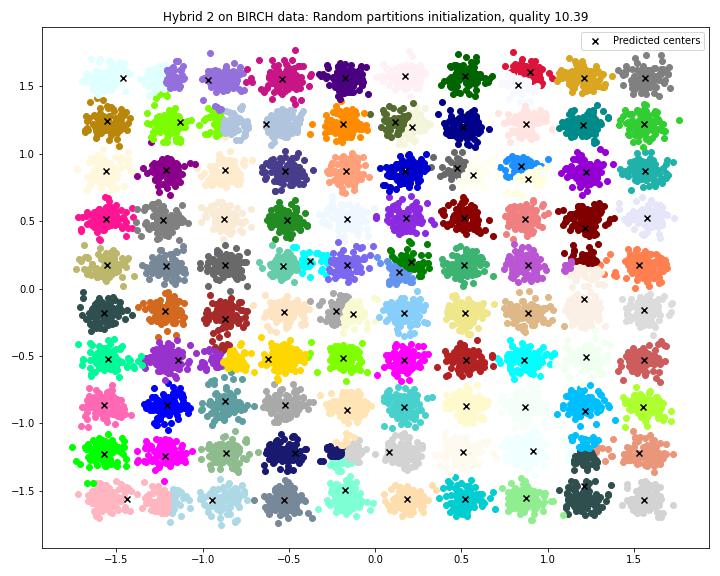 Hybrid 2 on BIRCH data: Random partitions initialization, quality 10.39
Predicted centers
1.5
1.0
0.5
0.0
−0.5
−1.0
−1.5
−1.5 −1.0 −0.5 0.0 0.5 1.0 1.5